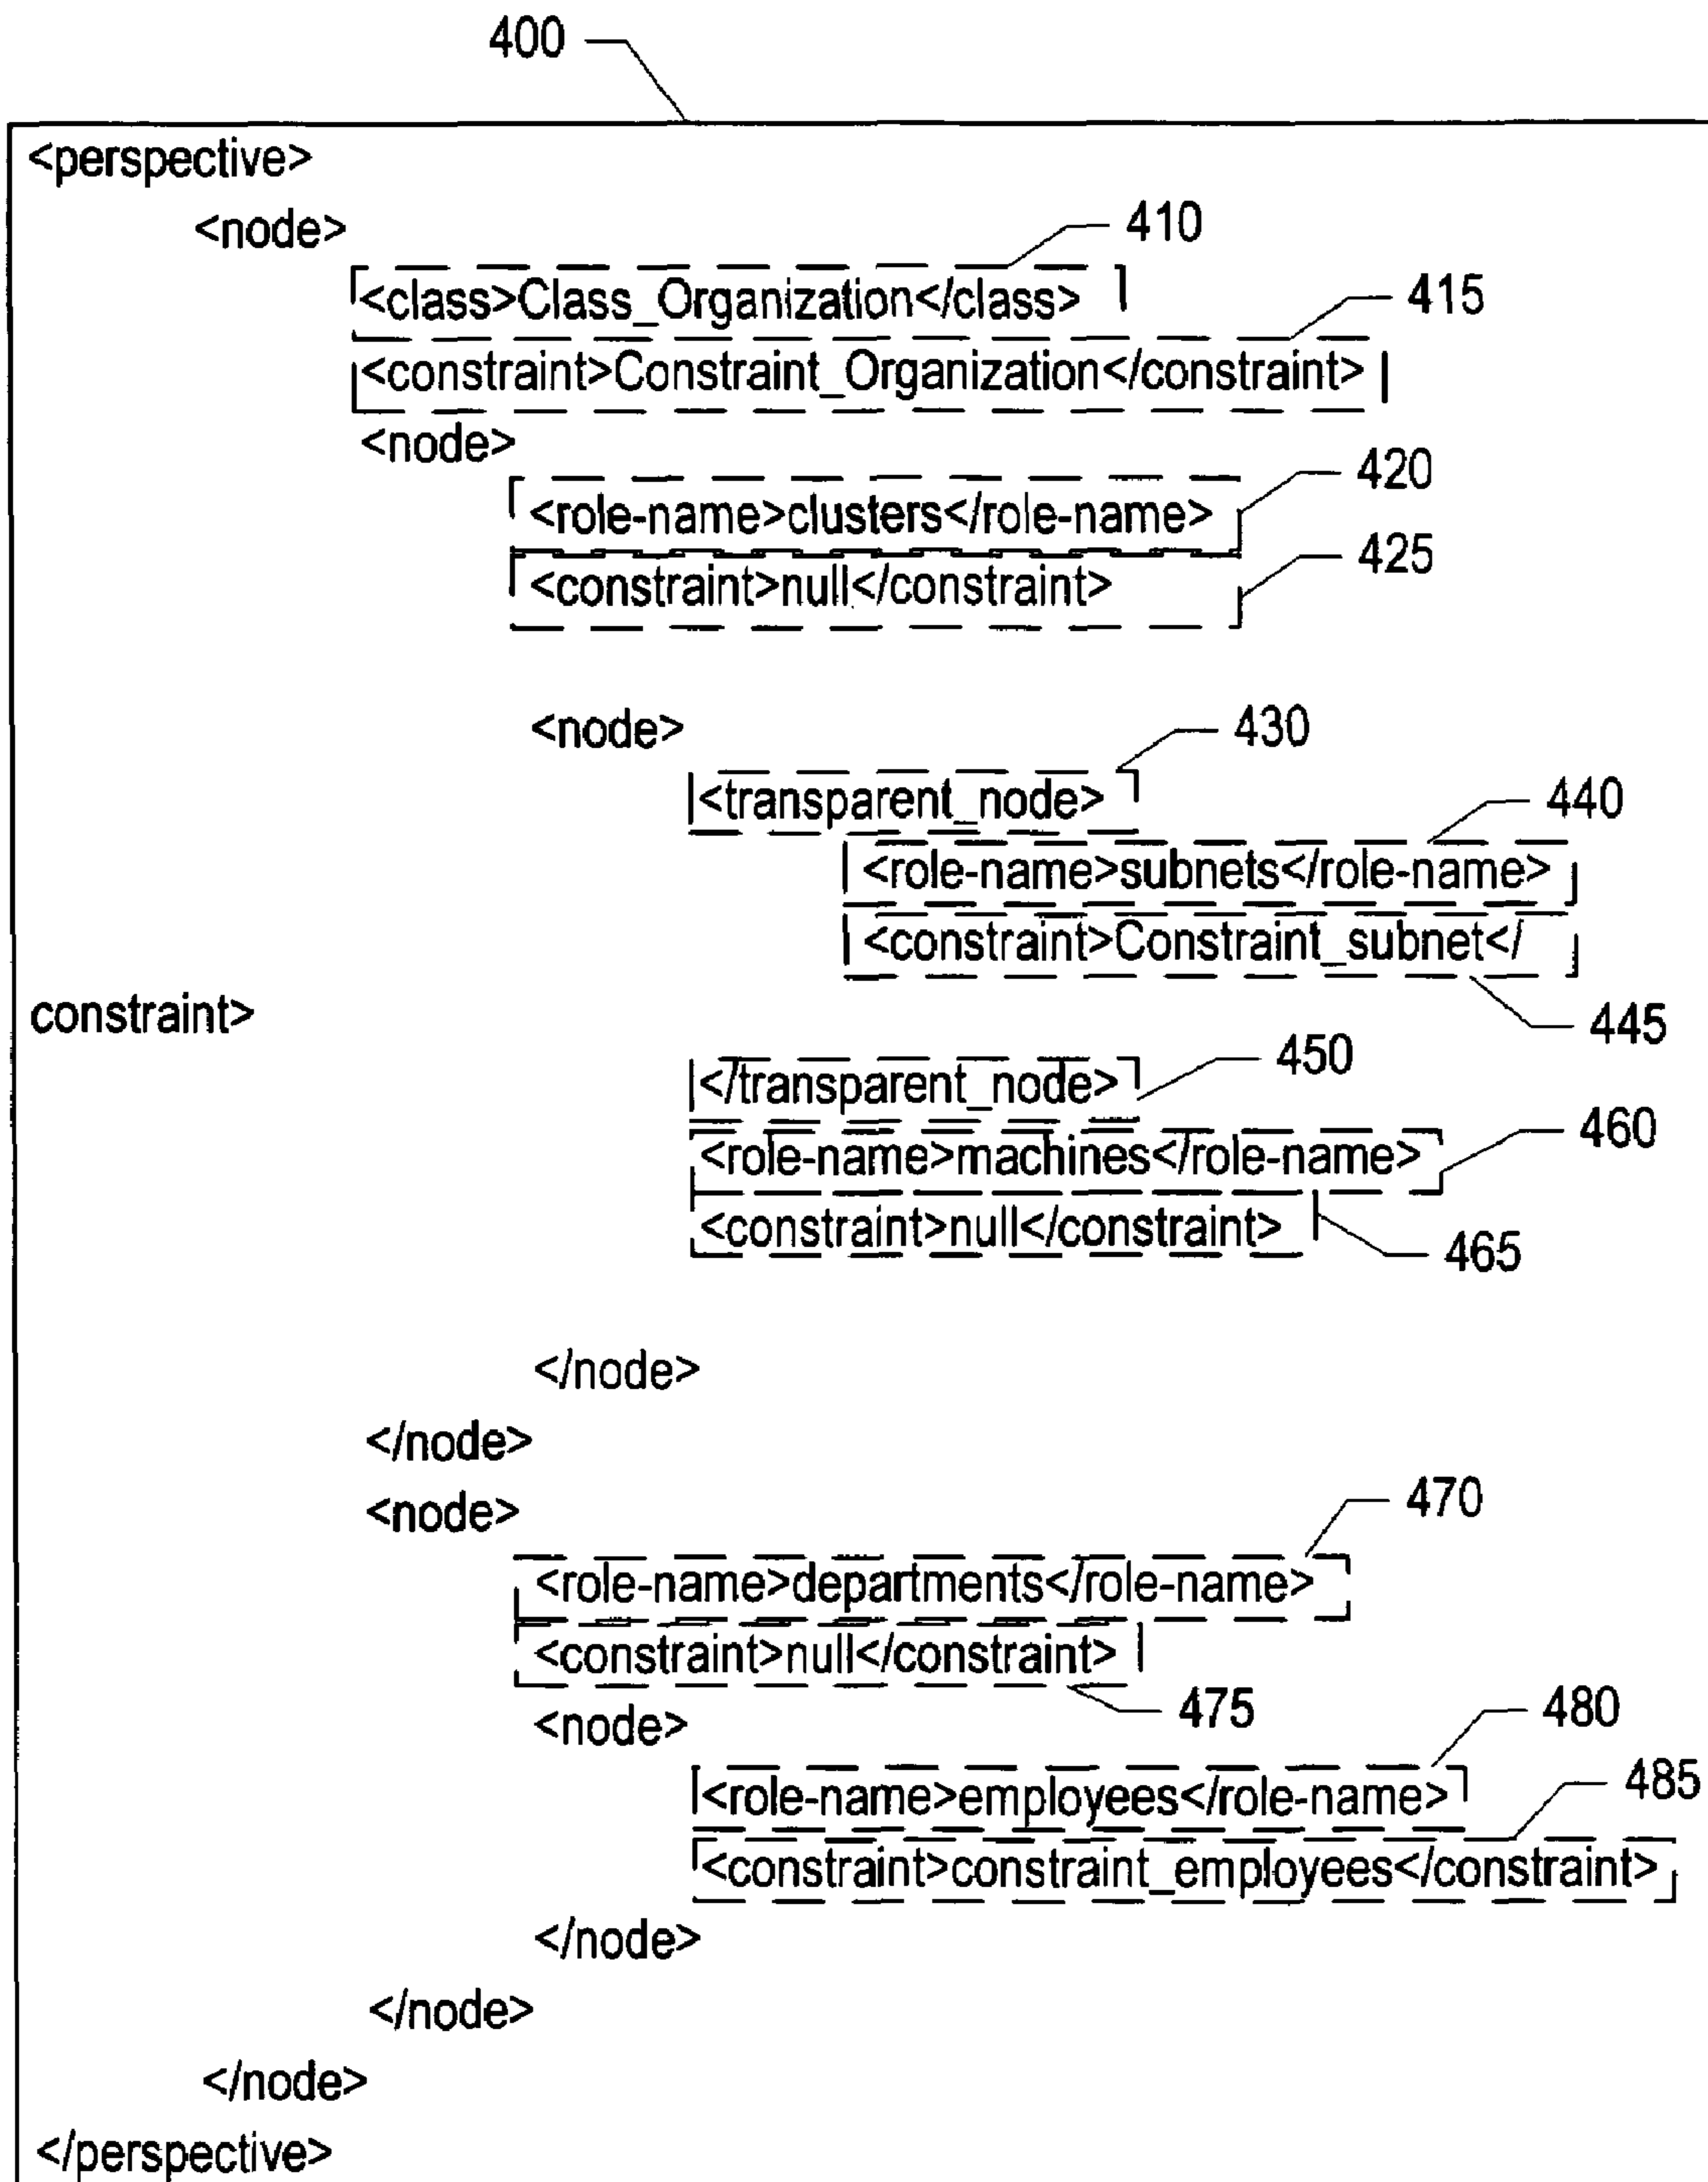 400
<perspective>
<node>
410
<class>Class_Organization</class>
415
<constraint>Constraint_Organization</constraint>
<node>
420
<role-name>clusters</role-name>
425
<constraint>null</constraint>
<node>
430
<transparent_node>
440
<role-name>subnets</role-name>
<constraint>Constraint_subnet</
constraint>
445
450
</transparent_node>
460
<role-name>machines</role-name>
<constraint>null</constraint>
465
</node>
</node>
<node>
470
<role-name>departments</role-name>
<constraint>null</constraint>
475
<node>
480
<role-name>employees</role-name>
485
<constraint>constraint_employees</constraint>
</node>
</node>
</node>
</perspective>